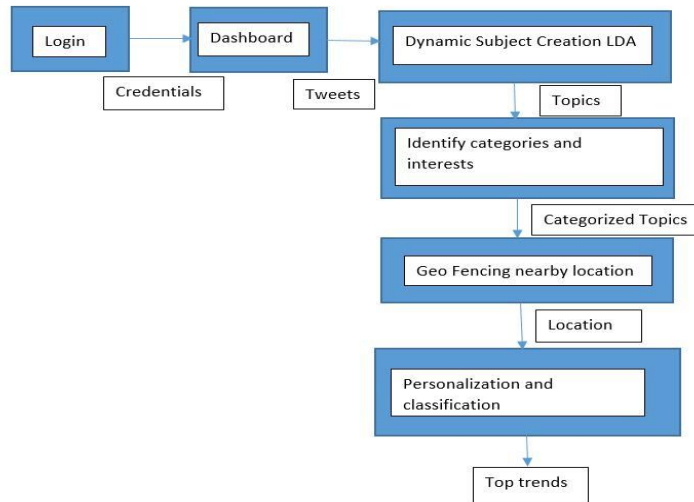 Login
Dashboard
Dynamic Subject Creation LDA
Credentials
Tweets
Topics
Identify categories and
interests
Categorized Topics
Geo Fencing nearby location
Location
Personalization and
classification
Top trends